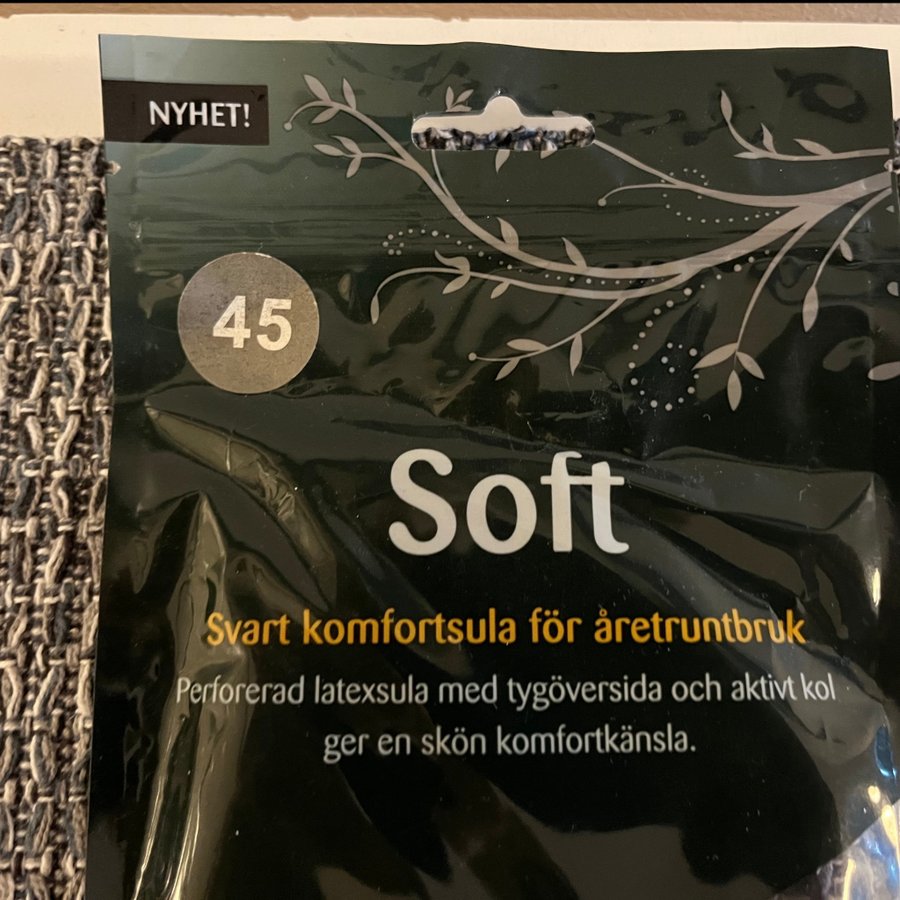 NYHET!
45
Soft
Svart komfortsula för åretruntbruk
Perforerad latexsula med tygöversida och aktivt kol
ger en skön komfortkänsla.